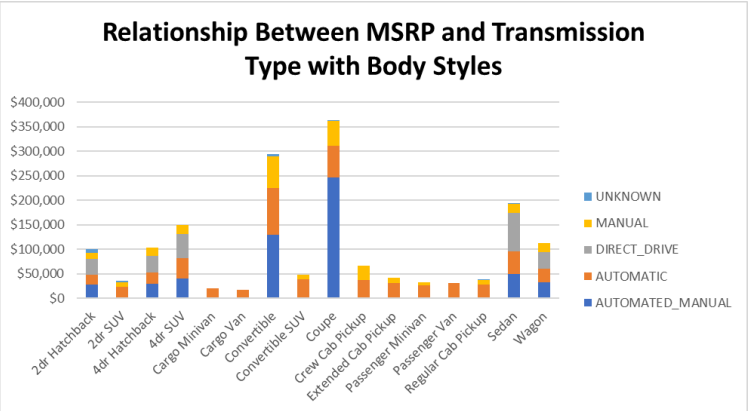 Relationship Between MSRP and Transmission
Type with Body Styles
$400,000
$350,000
$300,000
$250,000
$200,000
$150,000
$100,000
$50,000
$0
2dr Hatchback
2dr SUV
4dr Hatchback
4dr SUV
Cargo Minivan
Cargo Van
Convertible
Convertible SUV
Coupe
Crew Cab Pickup
Extended Cab Pickup
Passenger Minivan
Passenger Van
Regular Cab Pickup
Sedan
Wagon
UNKNOWN
MANUAL
DIRECT_DRIVE
AUTOMATIC
AUTOMATED_MANUAL